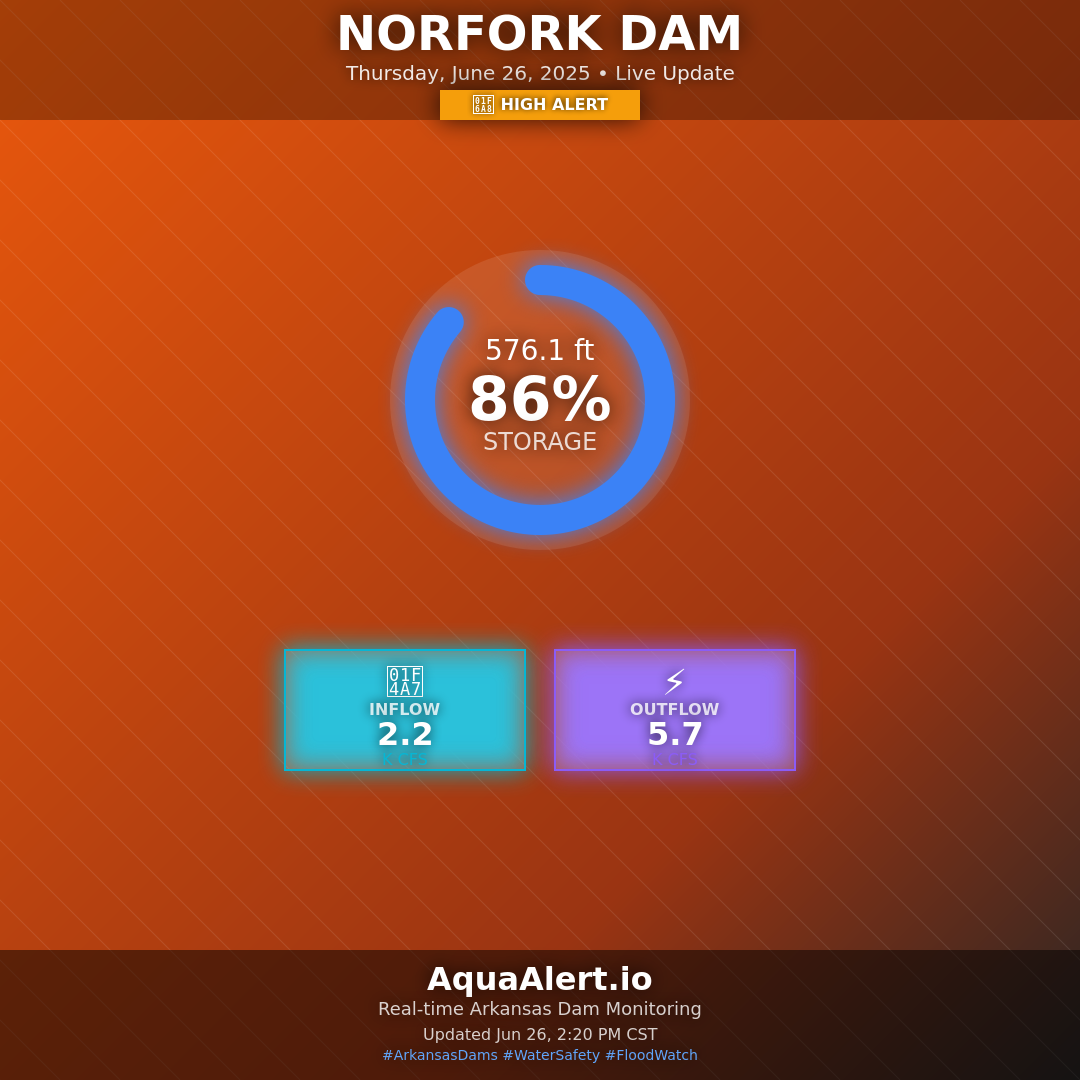 NORFORK DAM
Thursday, June 26, 2025 • Live Update
HIGH ALERT
576.1 ft
86%
STORAGE
INFLOW
2.2
K CFS
⚡
OUTFLOW
5.7
K CFS
AquaAlert.io
Real-time Arkansas Dam Monitoring
Updated Jun 26, 2:20 PM CST
#ArkansasDams #WaterSafety #FloodWatch